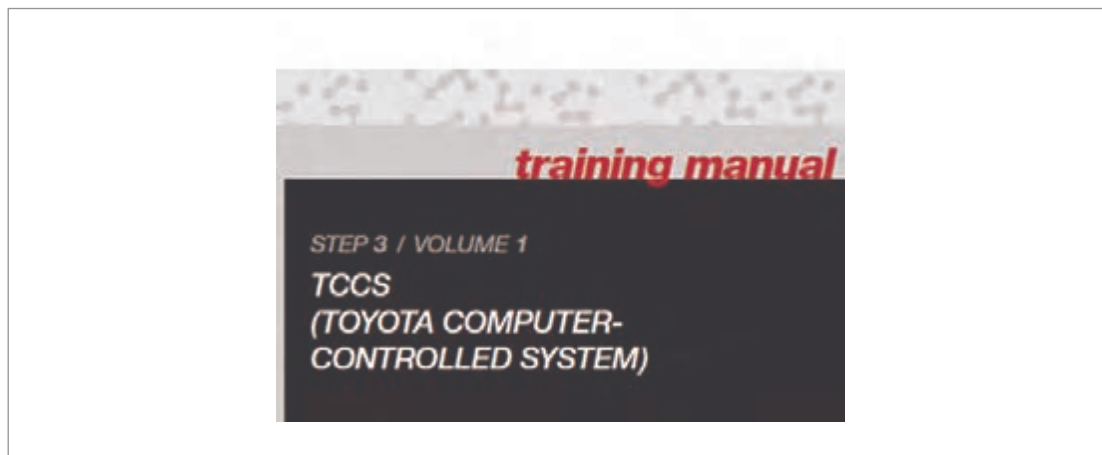 training manual
STEP 3 / VOLUME 1
TCCS
(TOYOTA COMPUTER-
CONTROLLED SYSTEM)